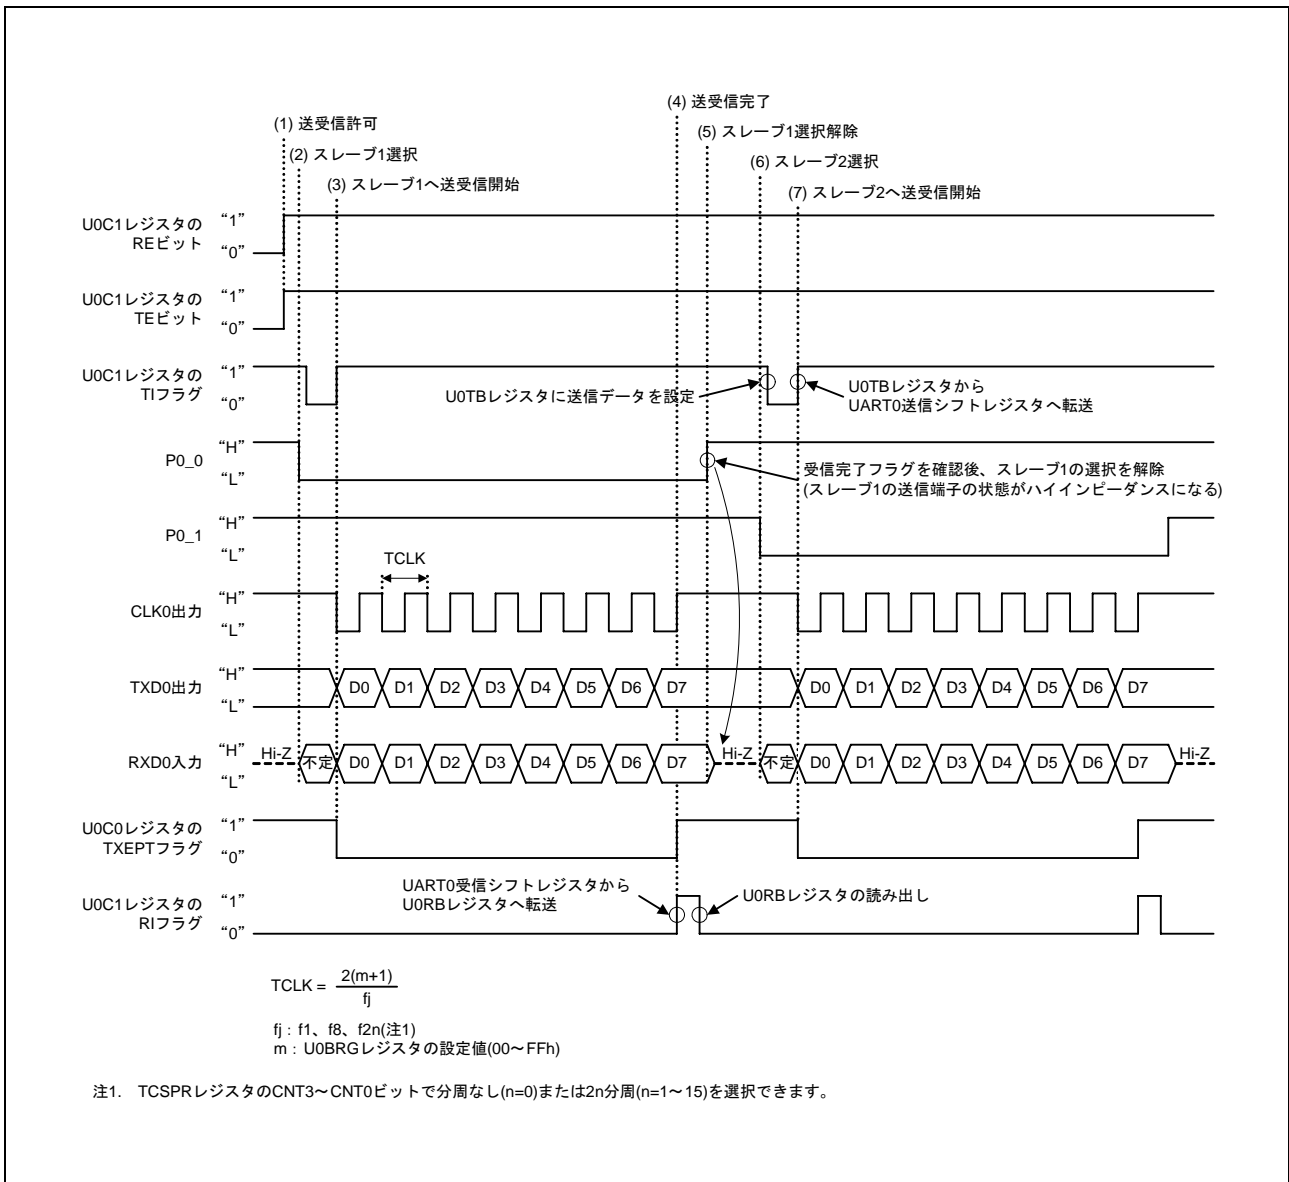 (4) 送受信完了
(1) 送受信許可
(5) スレーブ1選択解除
(2) スレーブ1選択
(6) スレーブ2選択
(3) スレーブ1へ送受信開始
(7) スレーブ2へ送受信開始
U0C1レジスタの
REビット
“1”
“0”
U0C1レジスタの
TEビット
“1”
“0”
U0C1レジスタの
TIフラグ
“1”
“0”
U0TBレジスタに送信データを設定
U0TBレジスタから
UART0送信シフトレジスタへ転送
P0_0
“H”
“L”
受信完了フラグを確認後、スレーブ1の選択を解除
(スレーブ1の送信端子の状態がハイインピーダンスになる)
P0_1
“H”
“L”
TCLK
CLK0出力
“H”
“L”
TXD0出力
“H”
“L”
D0 D1 D2 D3 D4 D5 D6 D7 D0 D1 D2 D3 D4 D5 D6 D7
RXD0入力
“H”
“L”
Hi-Z 不定 D0 D1 D2 D3 D4 D5 D6 D7 Hi-Z 不定 D0 D1 D2 D3 D4 D5 D6 D7 Hi-Z
U0C0レジスタの
TXEPTフラグ
“1”
“0”
UART0受信シフトレジスタから
U0RBレジスタへ転送
U0RBレジスタの読み出し
U0C1レジスタの
RIフラグ
“1”
“0”
TCLK = 2(m+1)
fj
fj : f1、f8、f2n(注1)
m : U0BRGレジスタの設定値(00～FFh)
注1. TCSPRレジスタのCNT3～CNT0ビットで分周なし(n=0)または2n分周(n=1～15)を選択できます。